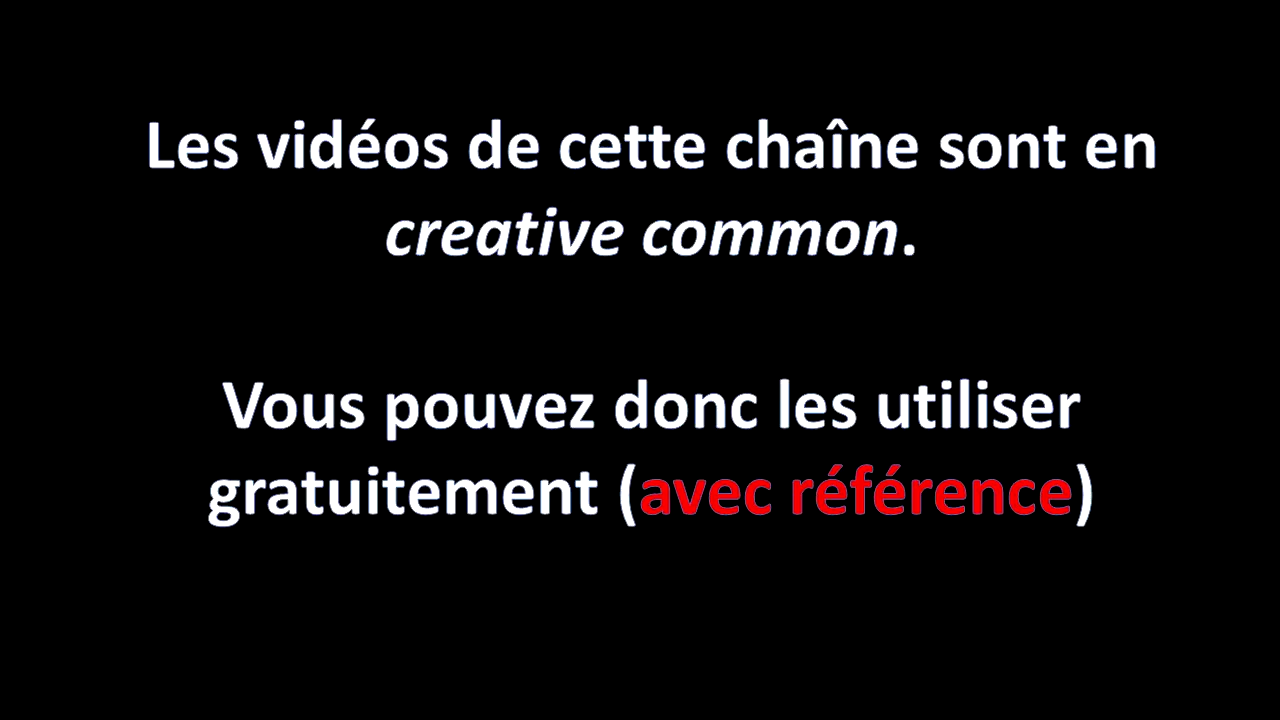 Les vidéos de cette chaîne sont en
creative common.
Vous pouvez donc les utiliser
gratuitement (avec référence)